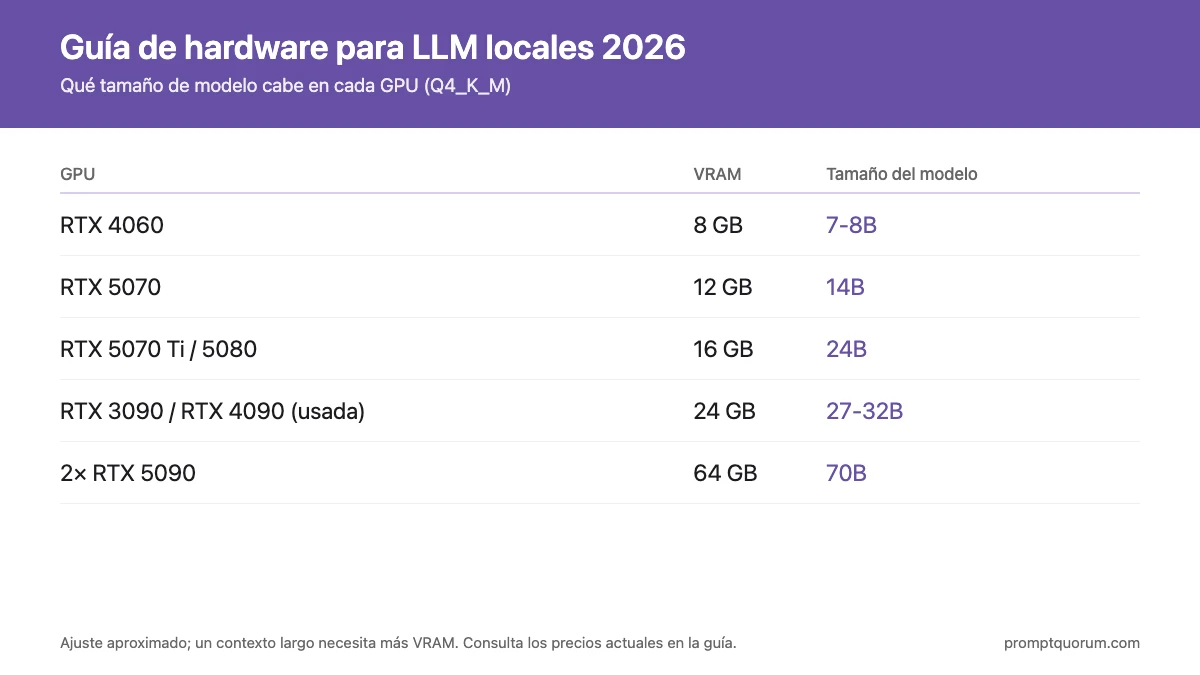 Guía de hardware para LLM locales 2026
Qué tamaño de modelo cabe en cada GPU (Q4_K_M)
GPU VRAM Tamaño del modelo
RTX 4060 8 GB 7-8B
RTX 5070 12 GB 14B
RTX 5070 Ti / 5080 16 GB 24B
RTX 3090 / RTX 4090 (usada) 24 GB 27-32B
2× RTX 5090 64 GB 70B
Ajuste aproximado; un contexto largo necesita más VRAM. Consulta los precios actuales en la guía. promptquorum.com